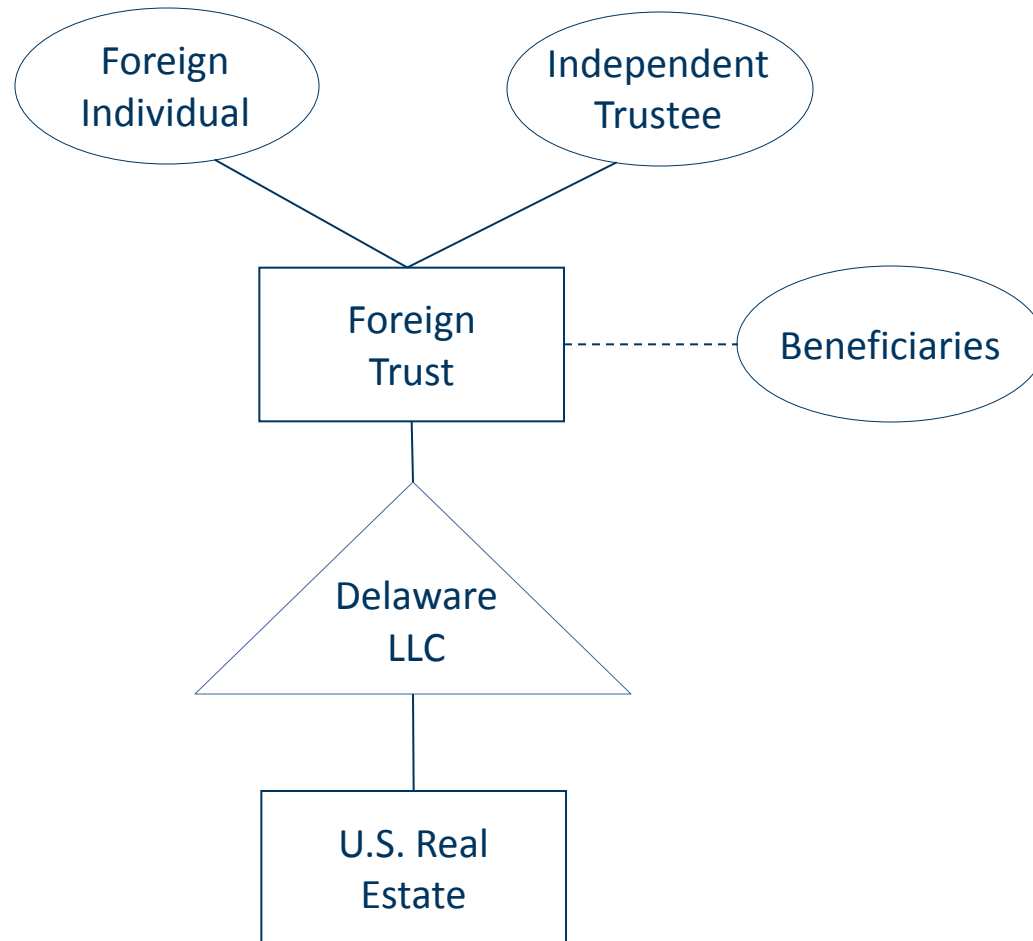 Foreign
Individual
Independent
Trustee
Foreign
Trust
Beneficiaries
Delaware
LLC
U.S. Real
Estate